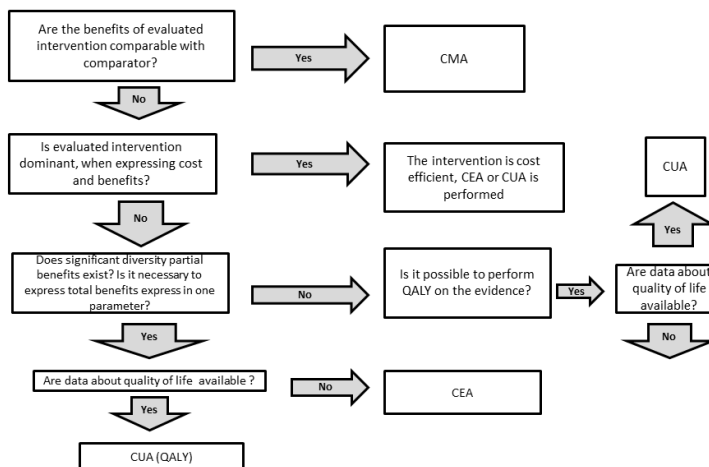 Are the benefits of evaluated
intervention comparable with
comparator?
Yes
CMA
No
Is evaluated intervention
dominant, when expressing cost
and benefits?
Yes
The intervention is cost
efficient, CEA or CUA is
performed
CUA
No
Yes
Does significant diversity partial
benefits exist? Is it necessary to
express total benefits express in one
parameter?
No
Is it possible to perform
QALY on the evidence?
Yes
Are data about
quality of life
available?
Yes
No
Are data about quality of life available ?
No
CEA
Yes
CUA (QALY)